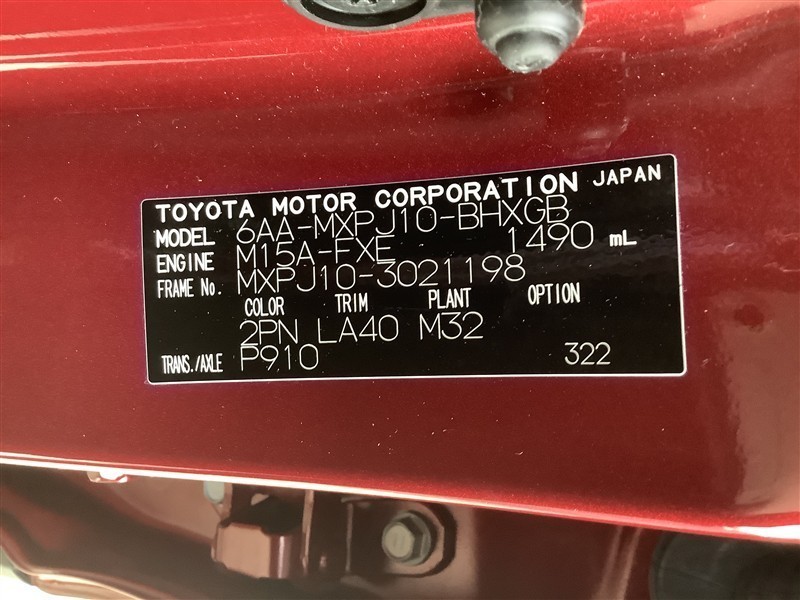 TOYOTA MOTOR CORPORATION JAPAN
MODEL 6AA-MXPJ10-BHXGB
ENGINE M15A-FXE 1490 mL
FRAME No. MXPJ10-3021198
COLOR TRIM PLANT OPTION
2PN LA40 M32
TRANS./AXLE P910 322